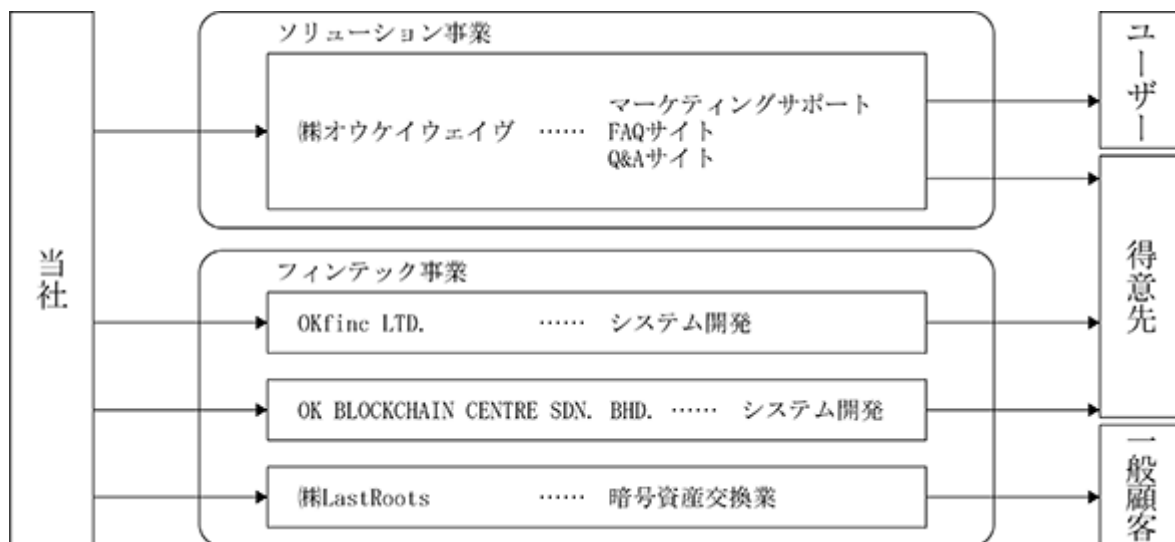 当社
ソリューション事業
㈱オウケイウェイヴ …… マーケティングサポート
FAQサイト
Q&Aサイト
フィンテック事業
OKfinc LTD. …… システム開発
OK BLOCKCHAIN CENTRE SDN. BHD. …… システム開発
㈱LastRoots …… 暗号資産交換業
ユーザー
得意先
一般顧客